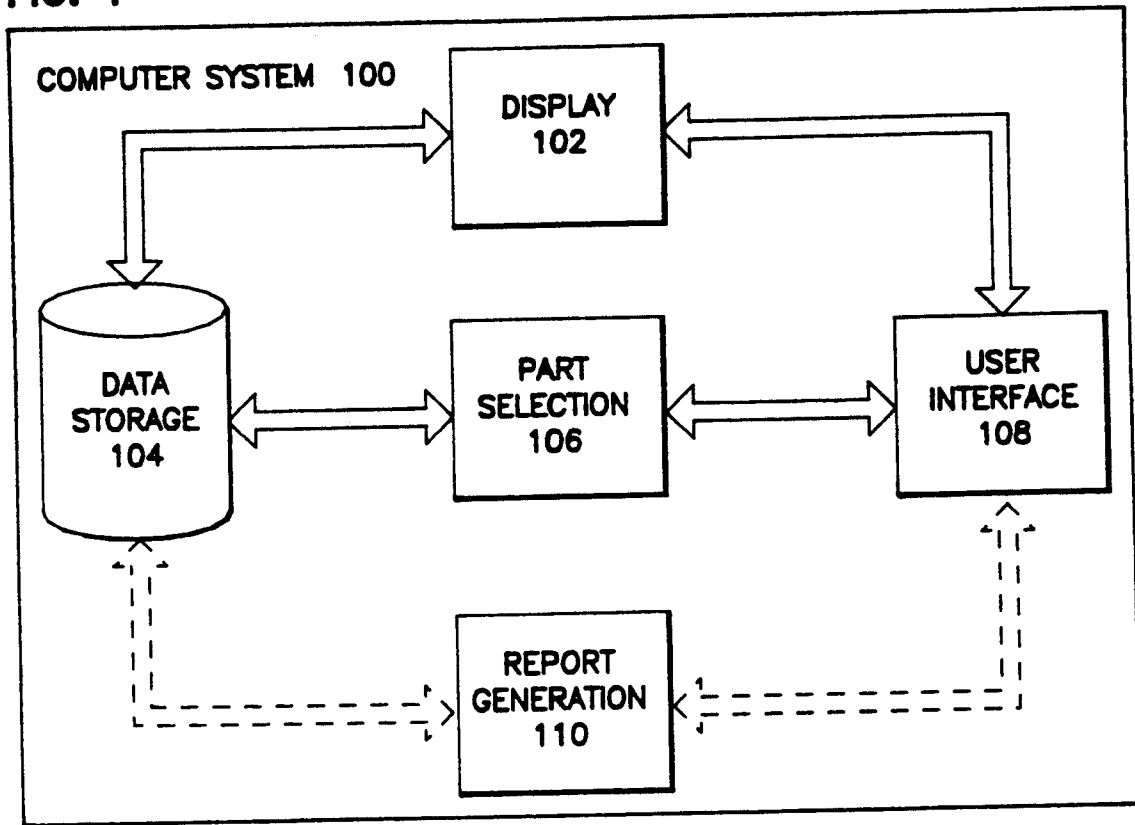 COMPUTER SYSTEM 100
DISPLAY
102
DATA
STORAGE
104
PART
SELECTION
106
USER
INTERFACE
108
REPORT
GENERATION
110